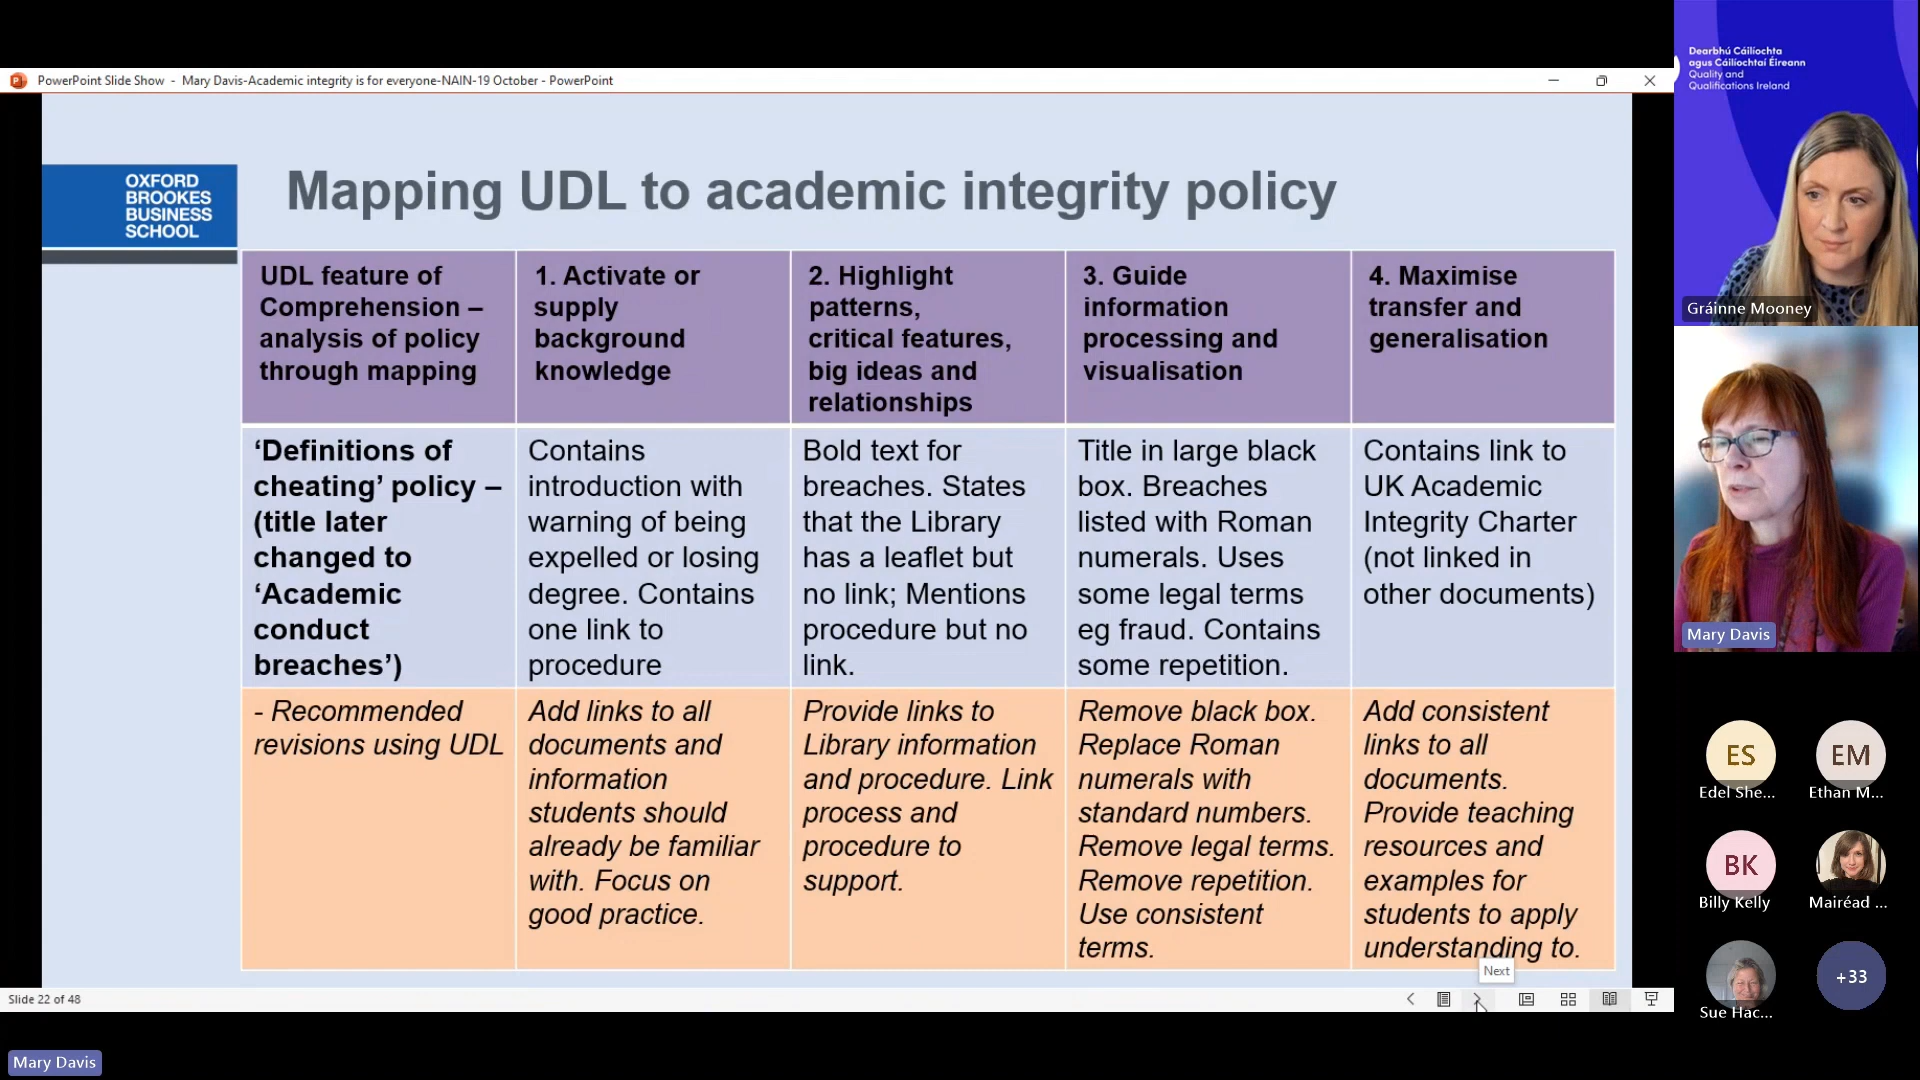 PowerPoint Slide Show - Mary Davis-Academic integrity is for everyone-NAIN-19 October - PowerPoint
OXFORD
BROOKES
BUSINESS
SCHOOL
Mapping UDL to academic integrity policy
UDL feature of
Comprehension –
analysis of policy
through mapping
1. Activate or
supply
background
knowledge
2. Highlight
patterns,
critical features,
big ideas and
relationships
3. Guide
information
processing and
visualisation
4. Maximise
transfer and
generalisation
‘Definitions of
cheating’ policy –
(title later
changed to
‘Academic
conduct
breaches’)
Contains
introduction with
warning of being
expelled or losing
degree. Contains
one link to
procedure
Bold text for
breaches. States
that the Library
has a leaflet but
no link; Mentions
procedure but no
link.
Title in large black
box. Breaches
listed with Roman
numerals. Uses
some legal terms
eg fraud. Contains
some repetition.
Contains link to
UK Academic
Integrity Charter
(not linked in
other documents)
- Recommended
revisions using UDL
Add links to all
documents and
information
students should
already be familiar
with. Focus on
good practice.
Provide links to
Library information
and procedure. Link
process and
procedure to
support.
Remove black box.
Replace Roman
numerals with
standard numbers.
Remove legal terms.
Remove repetition.
Use consistent
terms.
Add consistent
links to all
documents.
Provide teaching
resources and
examples for
students to apply
understanding to.
Next
Slide 22 of 48
Mary Davis
Dearbhú Cáilíochta
agus Cáilíochtaí Éireann
Quality and
Qualifications Ireland
Gráinne Mooney
Mary Davis
ES
Edel She...
EM
Ethan M...
BK
Billy Kelly
Mairéad ...
Sue Hac...
+33